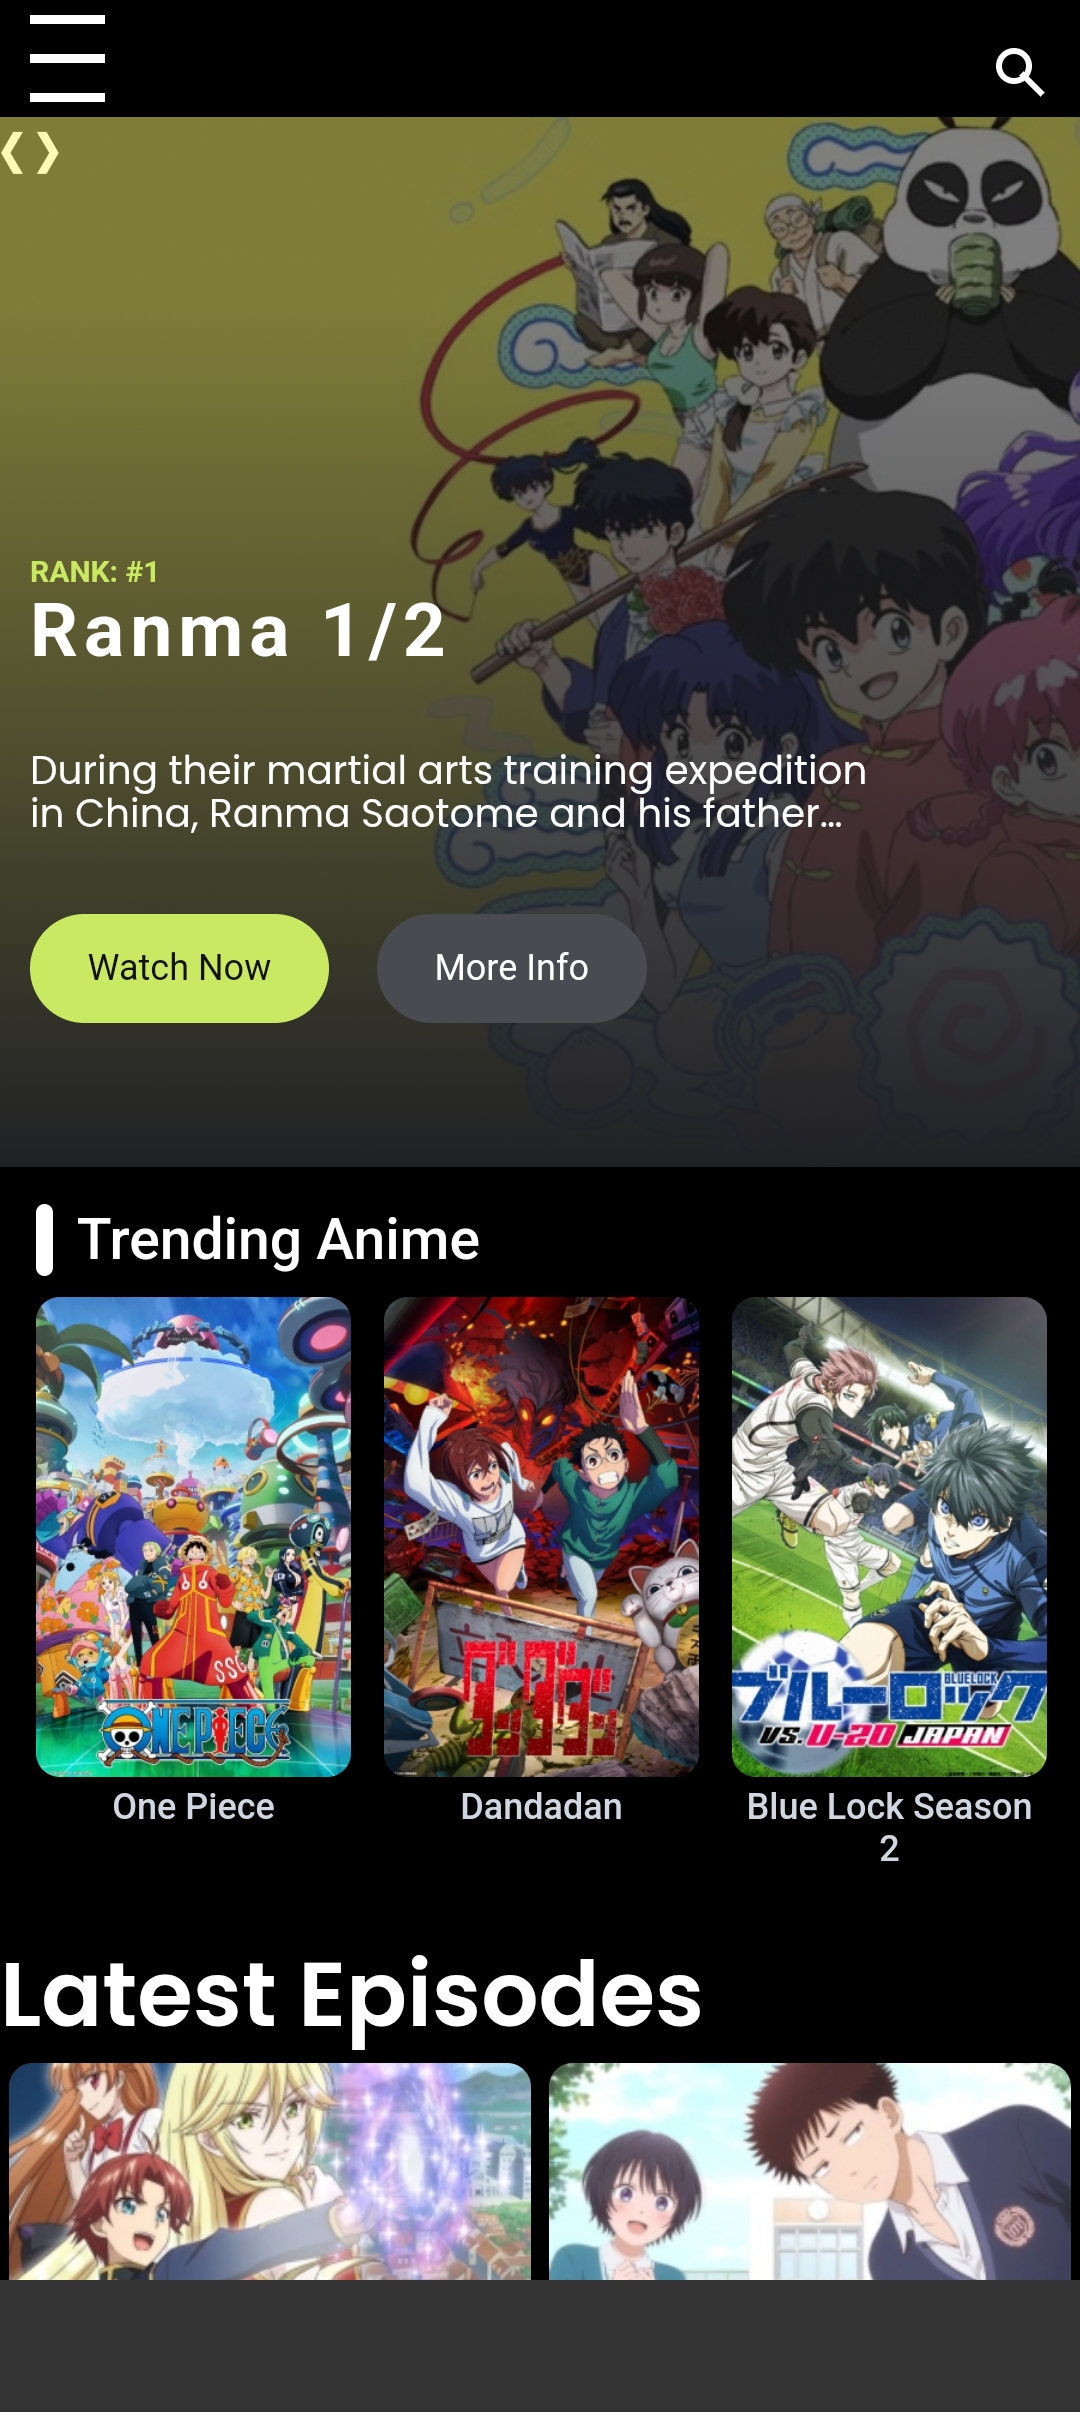 RANK: #1
Ranma 1/2
During their martial arts training expedition
in China, Ranma Saotome and his father...
Watch Now
More Info
Trending Anime
SSG
ONE PIECE
ダンダダン
BLUELOCK
ブルーロック
VS. U-20 JAPAN
One Piece
Dandadan
Blue Lock Season
2
Latest Episodes